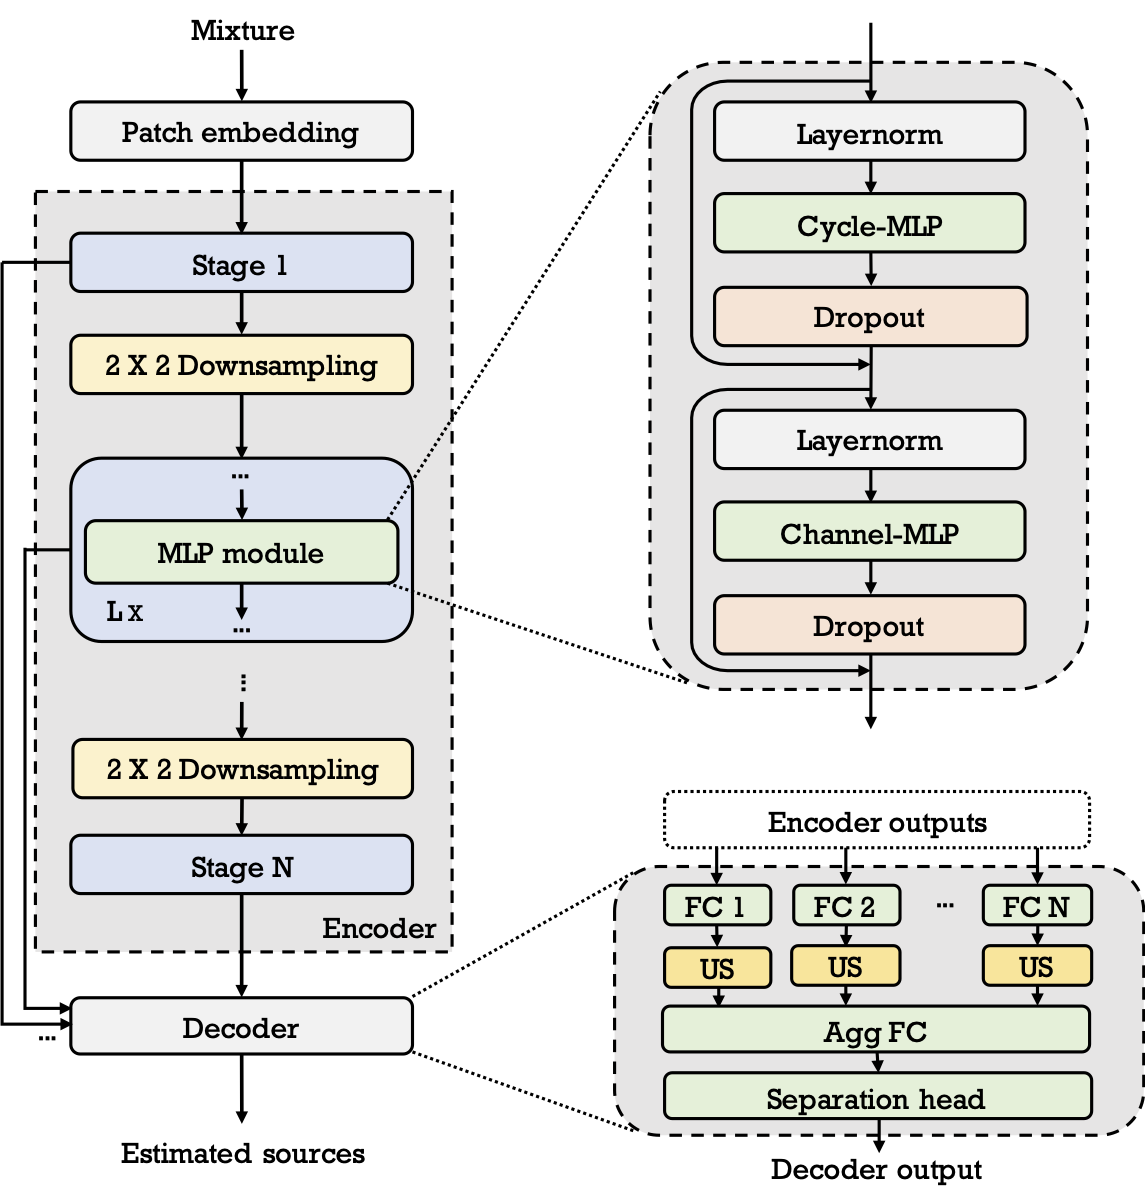 Mixture
Patch embedding
Stage 1
2 X 2 Downsampling
...
MLP module
L x
...
...
2 X 2 Downsampling
Stage N
Encoder
Decoder
...
Estimated sources
Layernorm
Cycle-MLP
Dropout
Layernorm
Channel-MLP
Dropout
Encoder outputs
FC 1 FC 2 ... FC N
US US US
Agg FC
Separation head
Decoder output